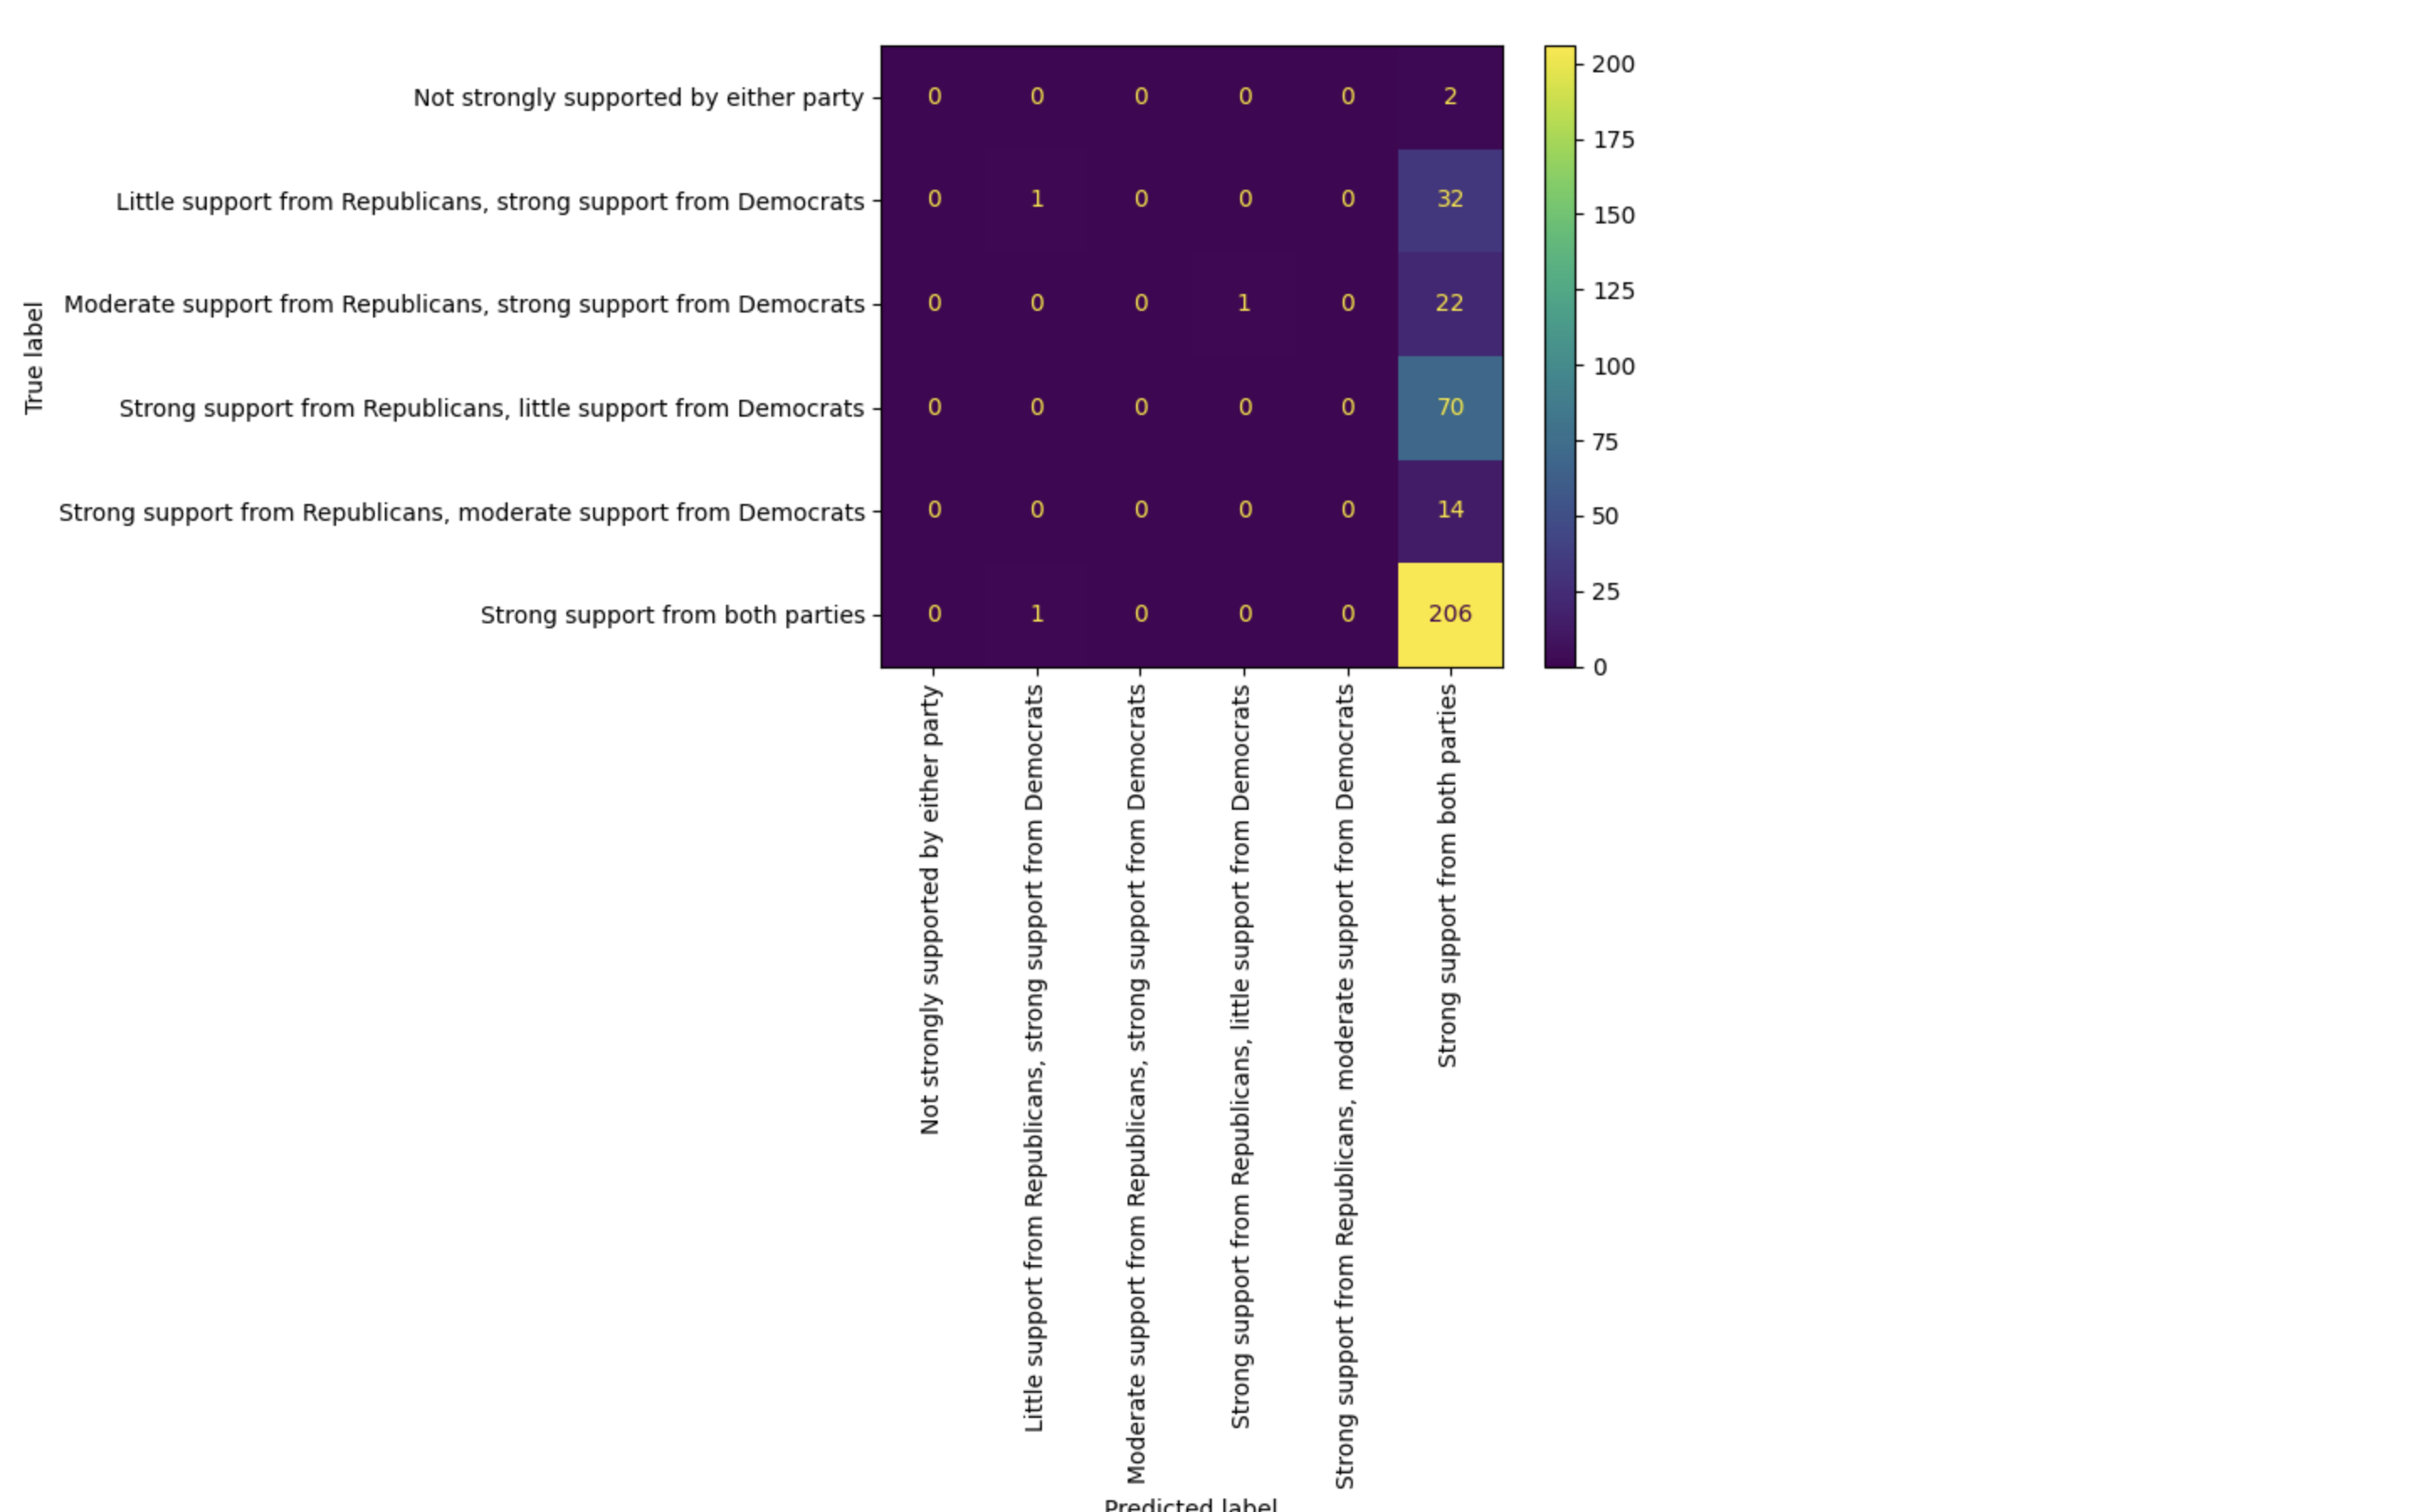 True label
Not strongly supported by either party 0 0 0 0 0 2
Little support from Republicans, strong support from Democrats 0 1 0 0 0 32
Moderate support from Republicans, strong support from Democrats 0 0 0 1 0 22
Strong support from Republicans, little support from Democrats 0 0 0 0 0 70
Strong support from Republicans, moderate support from Democrats 0 0 0 0 0 14
Strong support from both parties 0 1 0 0 0 206
200
175
150
125
100
75
50
25
0
Not strongly supported by either party
Little support from Republicans, strong support from Democrats
Moderate support from Republicans, strong support from Democrats
Strong support from Republicans, little support from Democrats
Strong support from Republicans, moderate support from Democrats
Strong support from both parties
Predicted label